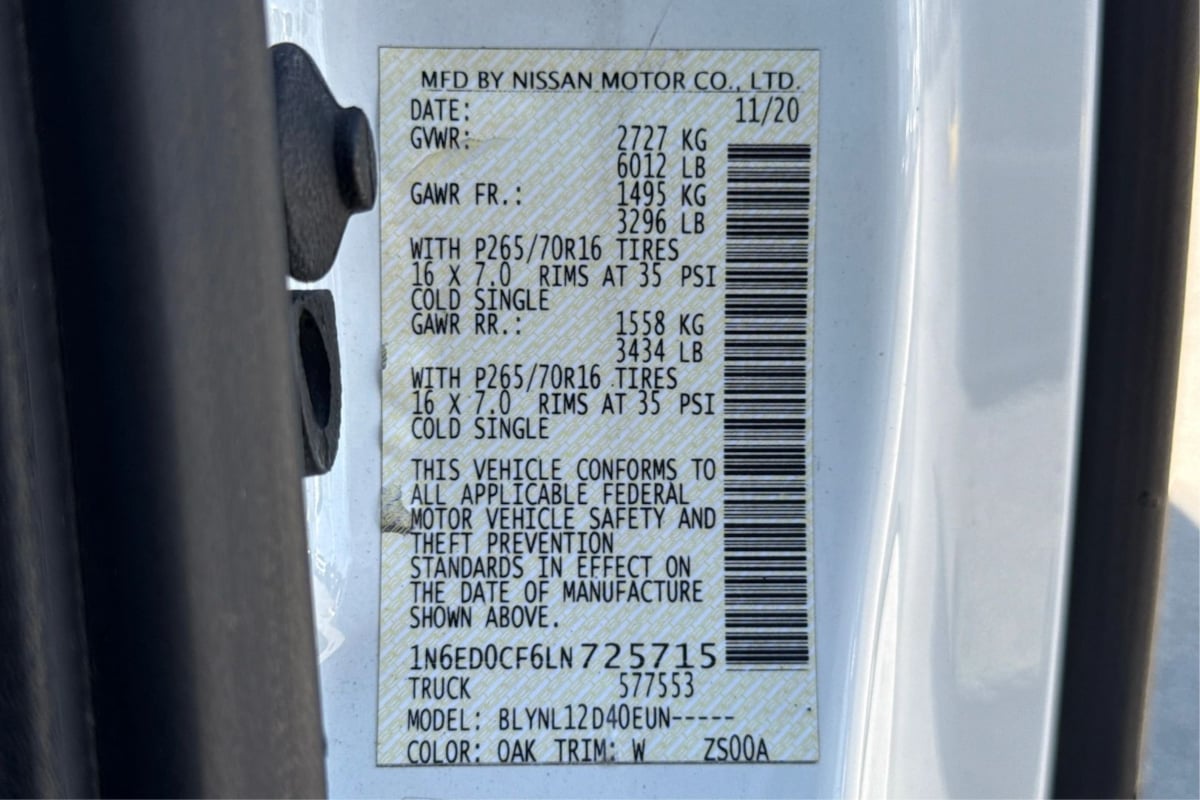 MFD BY NISSAN MOTOR CO., LTD.
DATE: 11/20
GVWR: 2727 KG
6012 LB
GAWR FR.: 1495 KG
3296 LB
WITH P265/70R16 TIRES
16 X 7.0 RIMS AT 35 PSI
COLD SINGLE
GAWR RR.: 1558 KG
3434 LB
WITH P265/70R16 TIRES
16 X 7.0 RIMS AT 35 PSI
COLD SINGLE
THIS VEHICLE CONFORMS TO
ALL APPLICABLE FEDERAL
MOTOR VEHICLE SAFETY AND
THEFT PREVENTION
STANDARDS IN EFFECT ON
THE DATE OF MANUFACTURE
SHOWN ABOVE.
1N6ED0CF6LN725715
TRUCK 577553
MODEL: BLYNL12D40EUN-----
COLOR: QAK TRIM: W ZS00A